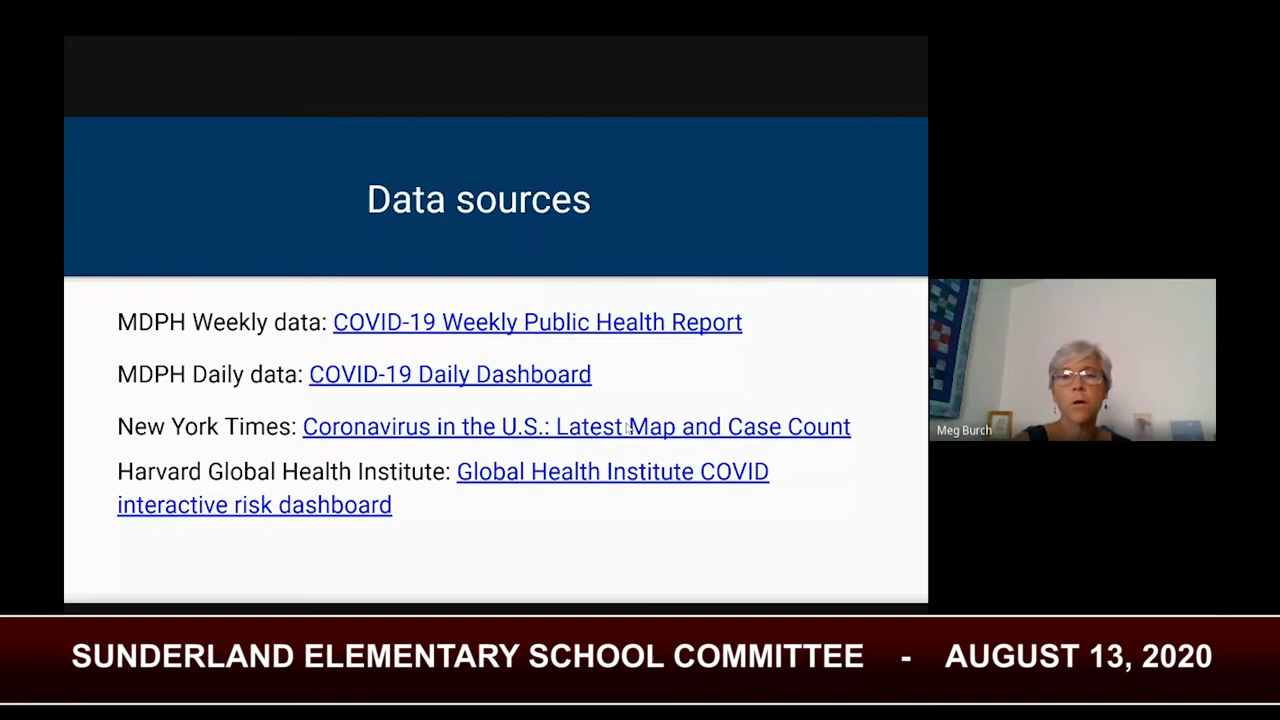 Data sources
MDPH Weekly data: COVID-19 Weekly Public Health Report
MDPH Daily data: COVID-19 Daily Dashboard
New York Times: Coronavirus in the U.S.: Latest Map and Case Count
Harvard Global Health Institute: Global Health Institute COVID
interactive risk dashboard
Meg Burch
SUNDERLAND ELEMENTARY SCHOOL COMMITTEE - AUGUST 13, 2020